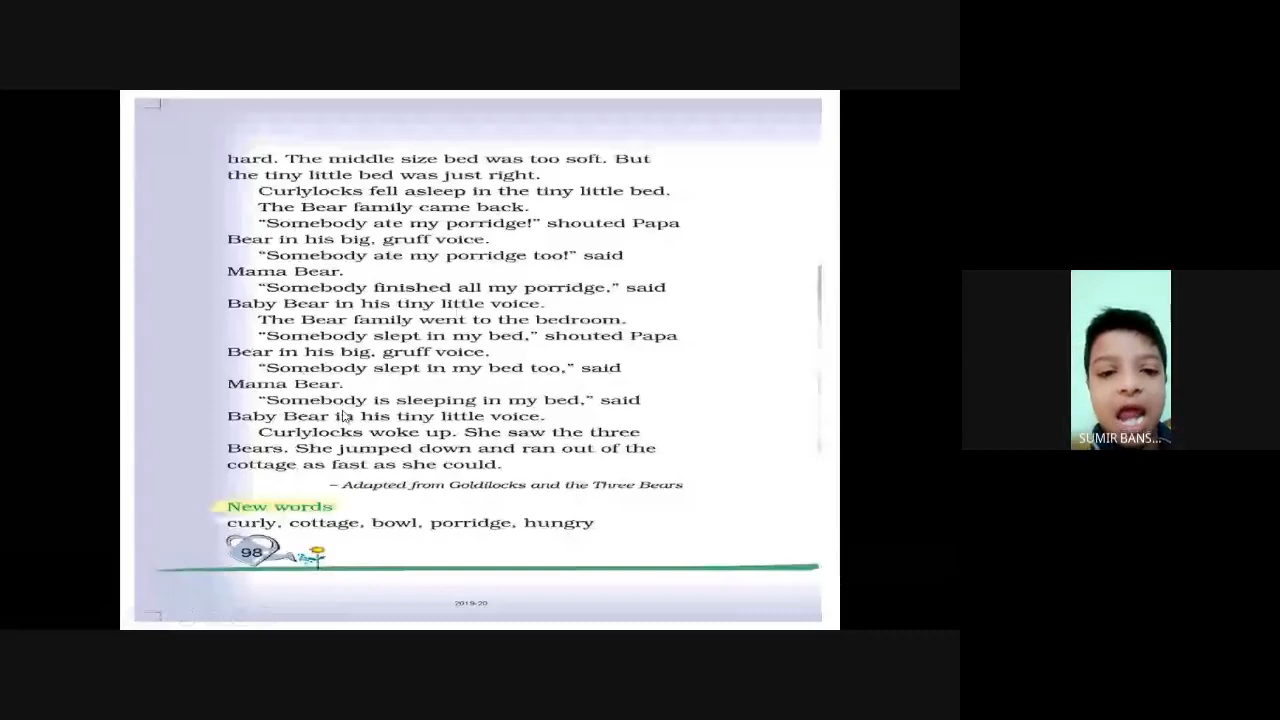 hard. The middle size bed was too soft. But
the tiny little bed was just right.
Curlylocks fell asleep in the tiny little bed.
The Bear family came back.
“Somebody ate my porridge!” shouted Papa
Bear in his big, gruff voice.
“Somebody ate my porridge too!” said
Mama Bear.
“Somebody finished all my porridge,” said
Baby Bear in his tiny little voice.
The Bear family went to the bedroom.
“Somebody slept in my bed,” shouted Papa
Bear in his big, gruff voice.
“Somebody slept in my bed too,” said
Mama Bear.
“Somebody is sleeping in my bed,” said
Baby Bear in his tiny little voice.
Curlylocks woke up. She saw the three
Bears. She jumped down and ran out of the
cottage as fast as she could.
– Adapted from Goldilocks and the Three Bears
New words
curly, cottage, bowl, porridge, hungry
98
2019-20
SUMIR BANS...